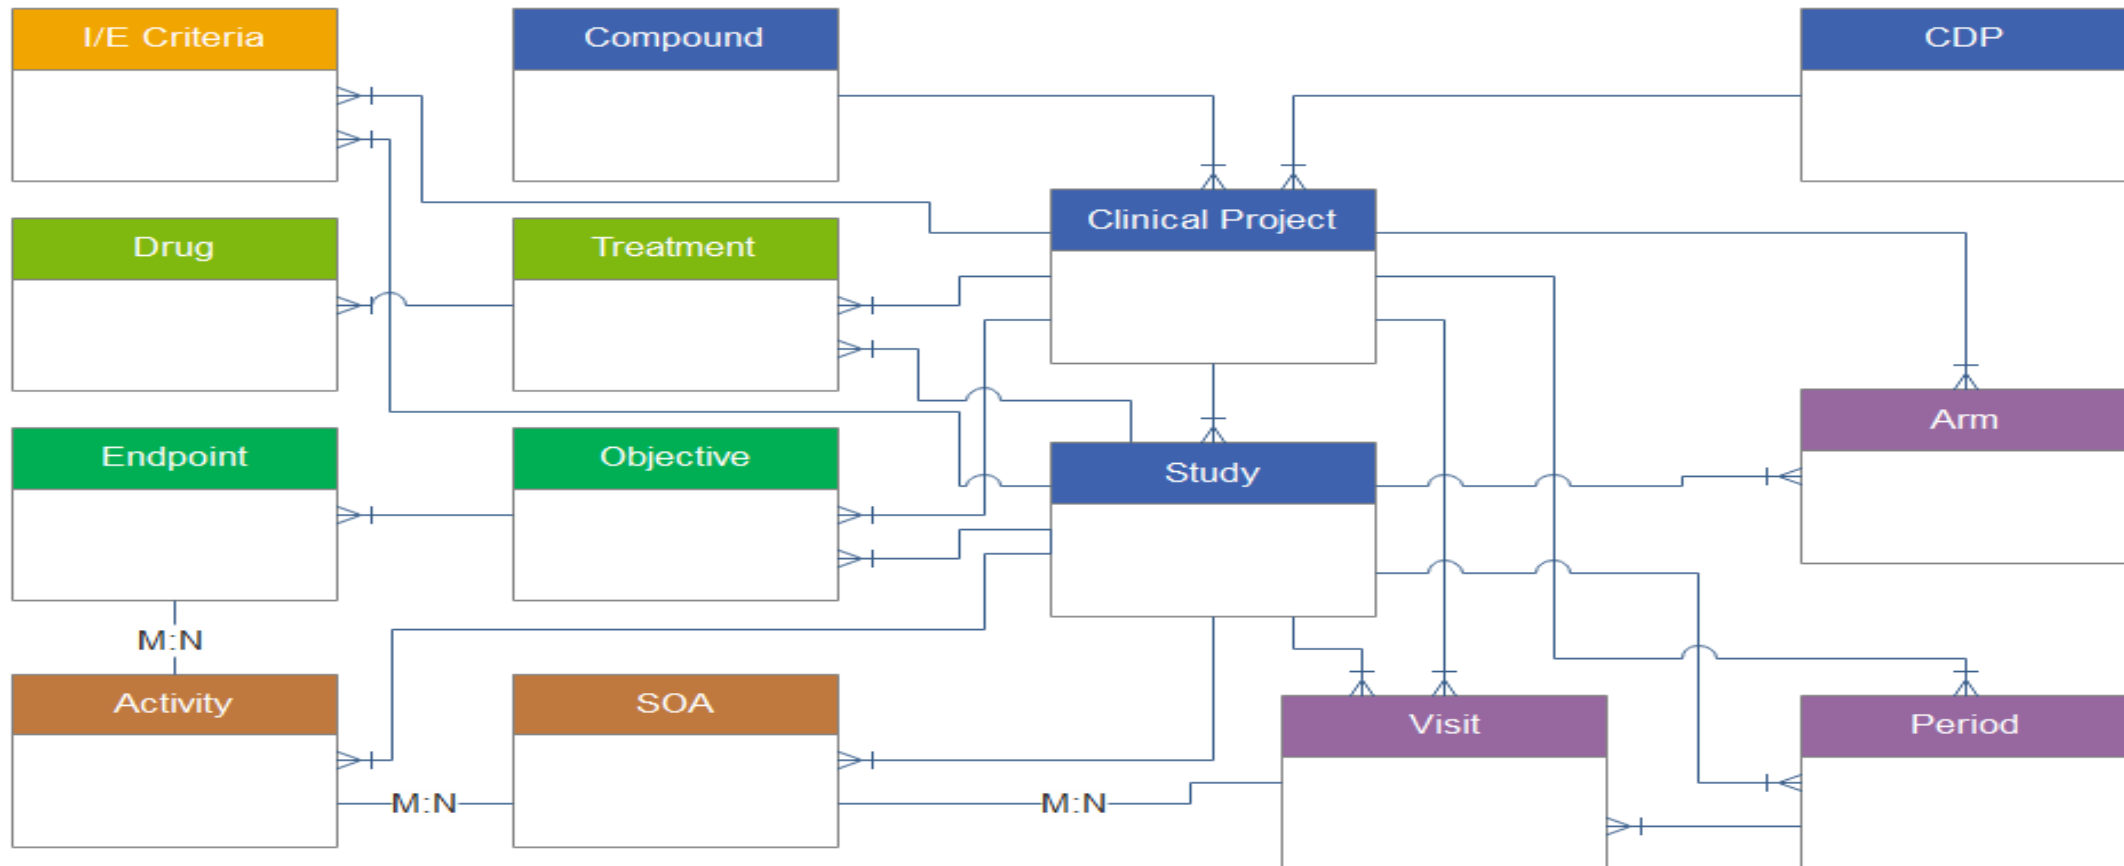 I/E Criteria
Compound
CDP
Clinical Project
Drug
Treatment
Arm
Endpoint
Objective
Study
M:N
Activity
SOA
Visit
Period
M:N
M:N